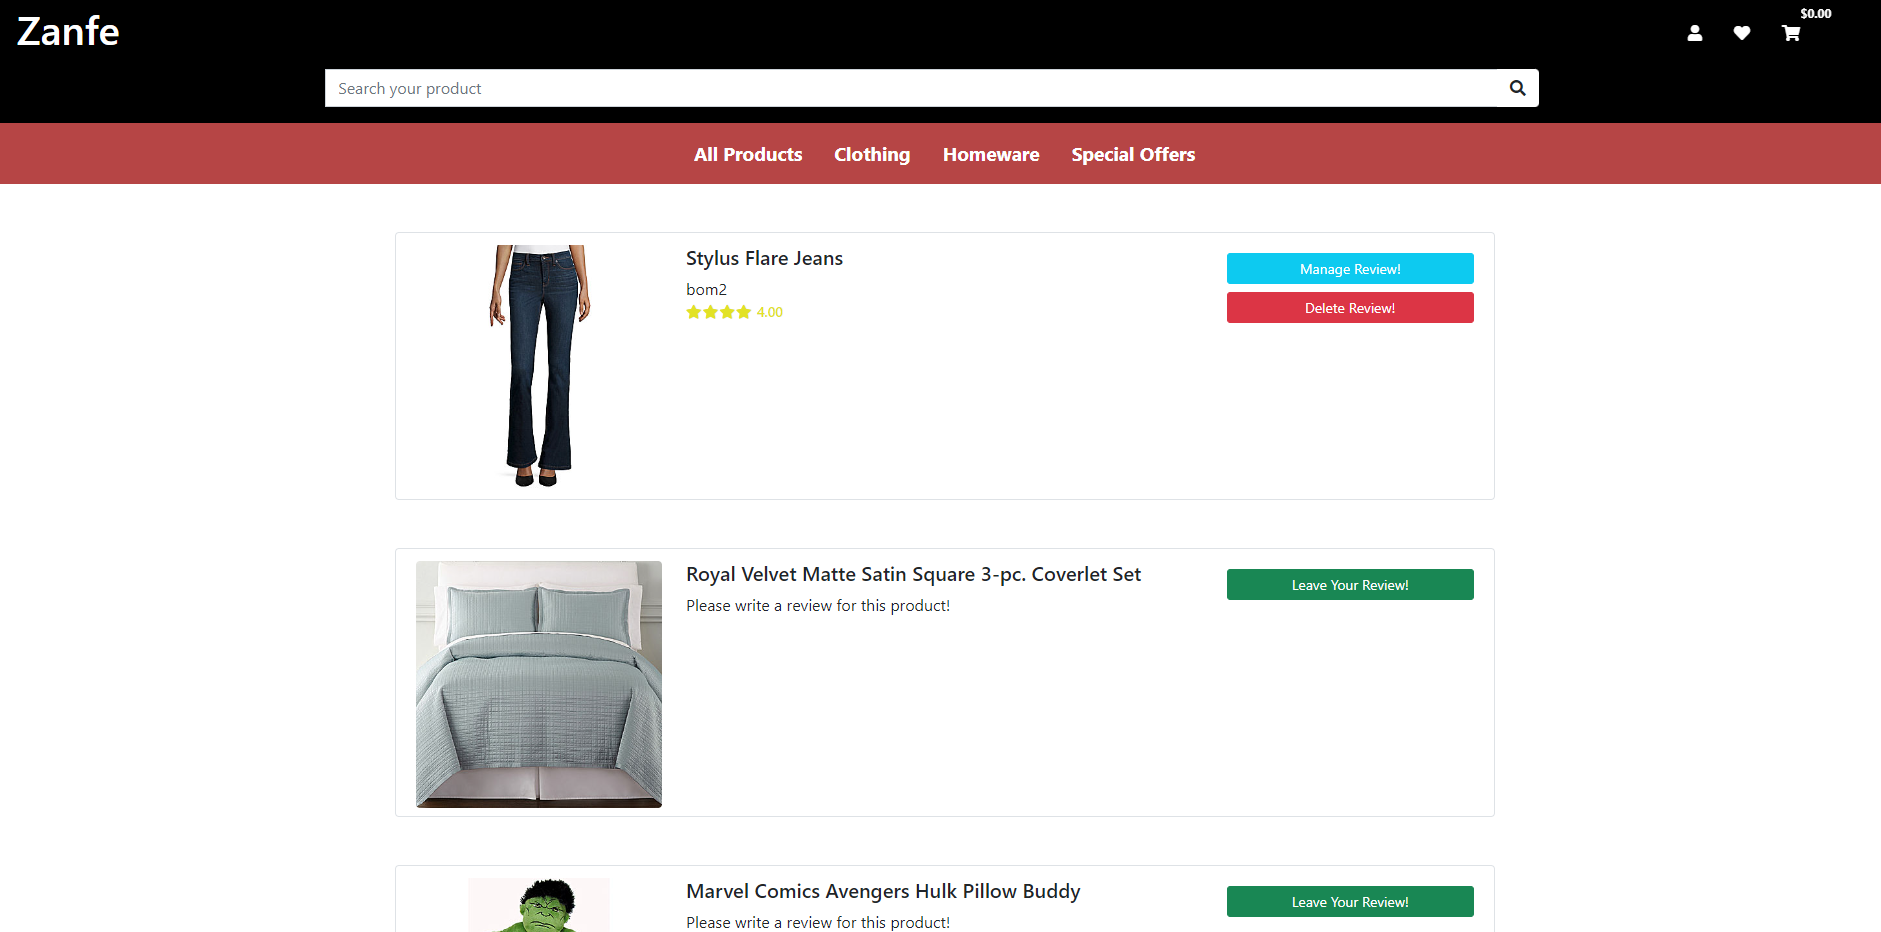 Zanfe
$0.00
Search your product
All Products Clothing Homeware Special Offers
Stylus Flare Jeans
bom2
4.00
Manage Review!
Delete Review!
Royal Velvet Matte Satin Square 3-pc. Coverlet Set
Please write a review for this product!
Leave Your Review!
Marvel Comics Avengers Hulk Pillow Buddy
Please write a review for this product!
Leave Your Review!